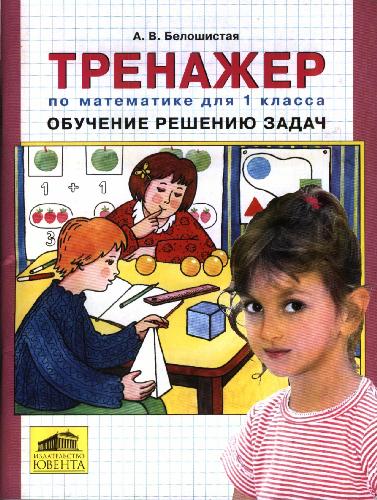 А. В. Белошистая
ТРЕНАЖЕР
по математике для 1 класса
ОБУЧЕНИЕ РЕШЕНИЮ ЗАДАЧ
1 + 1
3
ИЗДАТЕЛЬСТВО
ЮВЕНТА